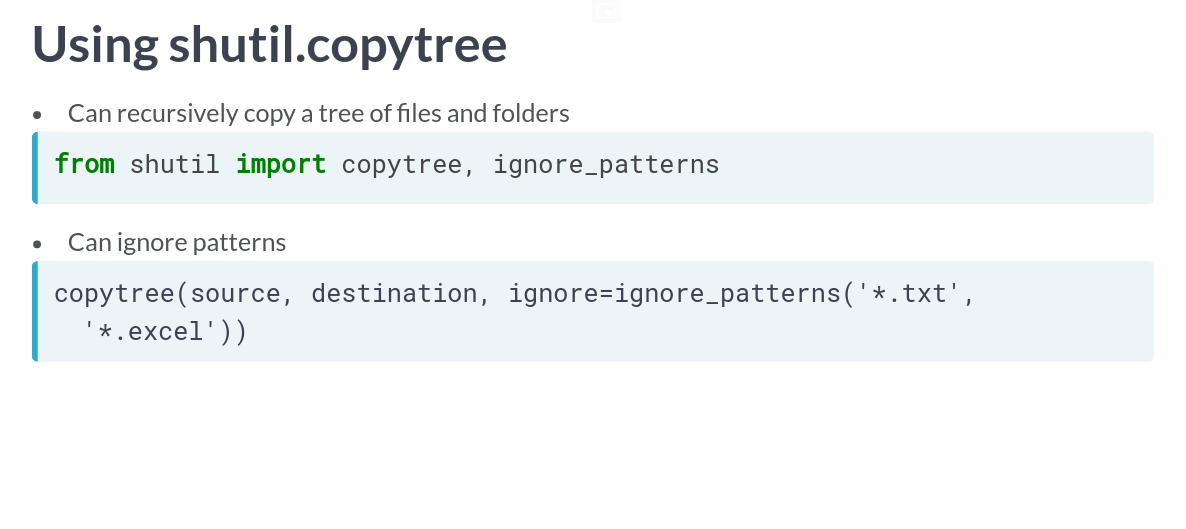 Using shutil.copytree
• Can recursively copy a tree of files and folders
from shutil import copytree, ignore_patterns
• Can ignore patterns
copytree(source, destination, ignore=ignore_patterns('*.txt',
'*.excel'))